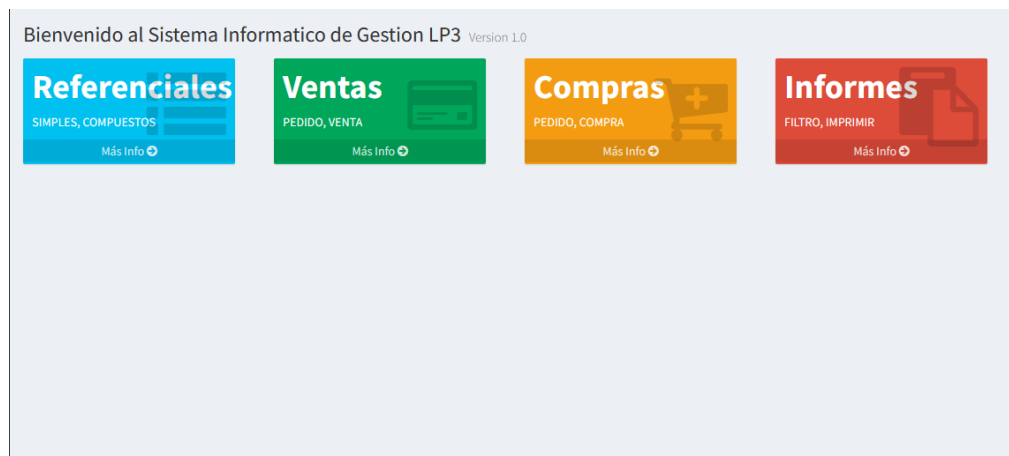 Bienvenido al Sistema Informatico de Gestion LP3 Version 1.0
Referenciales
SIMPLES, COMPUESTOS
Más Info
Ventas
PEDIDO, VENTA
Más Info
Compras
PEDIDO, COMPRA
Más Info
Informes
FILTRO, IMPRIMIR
Más Info